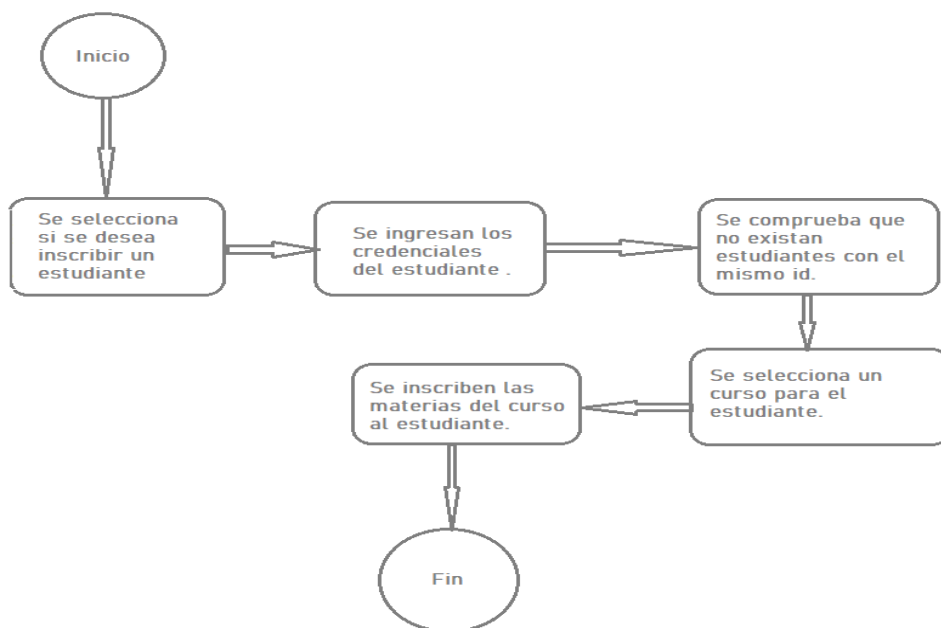 Inicio
Se selecciona
si se desea
inscribir un
estudiante
Se ingresan los
credenciales
del estudiante .
Se comprueba que
no existan
estudiantes con el
mismo id.
Se selecciona un
curso para el
estudiante.
Se inscriben las
materias del curso
al estudiante.
Fin